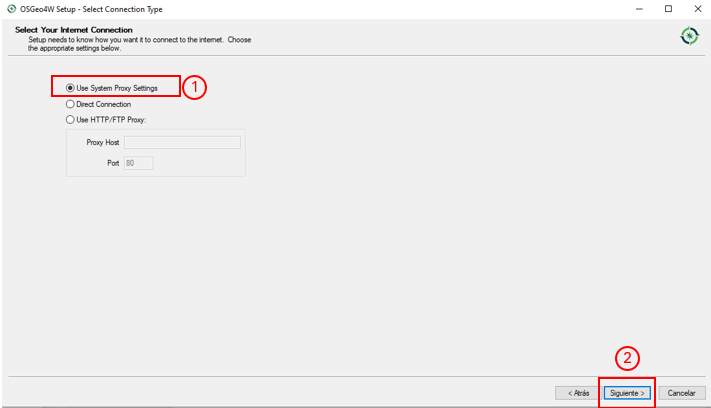 OSGeo4W Setup - Select Connection Type
Select Your Internet Connection
Setup needs to know how you want it to connect to the internet. Choose
the appropriate settings below.
Use System Proxy Settings
1
Direct Connection
Use HTTP/FTP Proxy:
Proxy Host
Port 80
2
< Atrás Siguiente > Cancelar